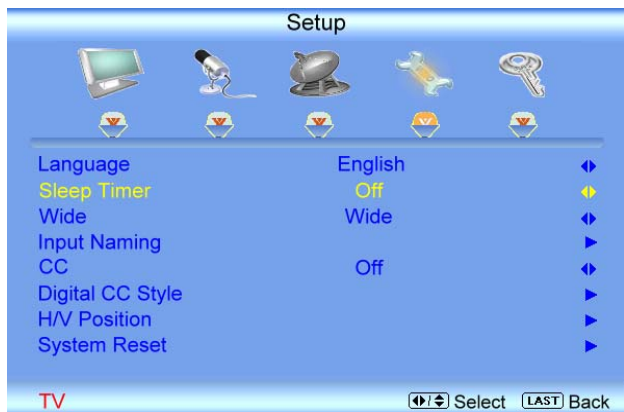 Setup
Language English
Sleep Timer Off
Wide Wide
Input Naming
CC Off
Digital CC Style
H/V Position
System Reset
TV Select LAST Back